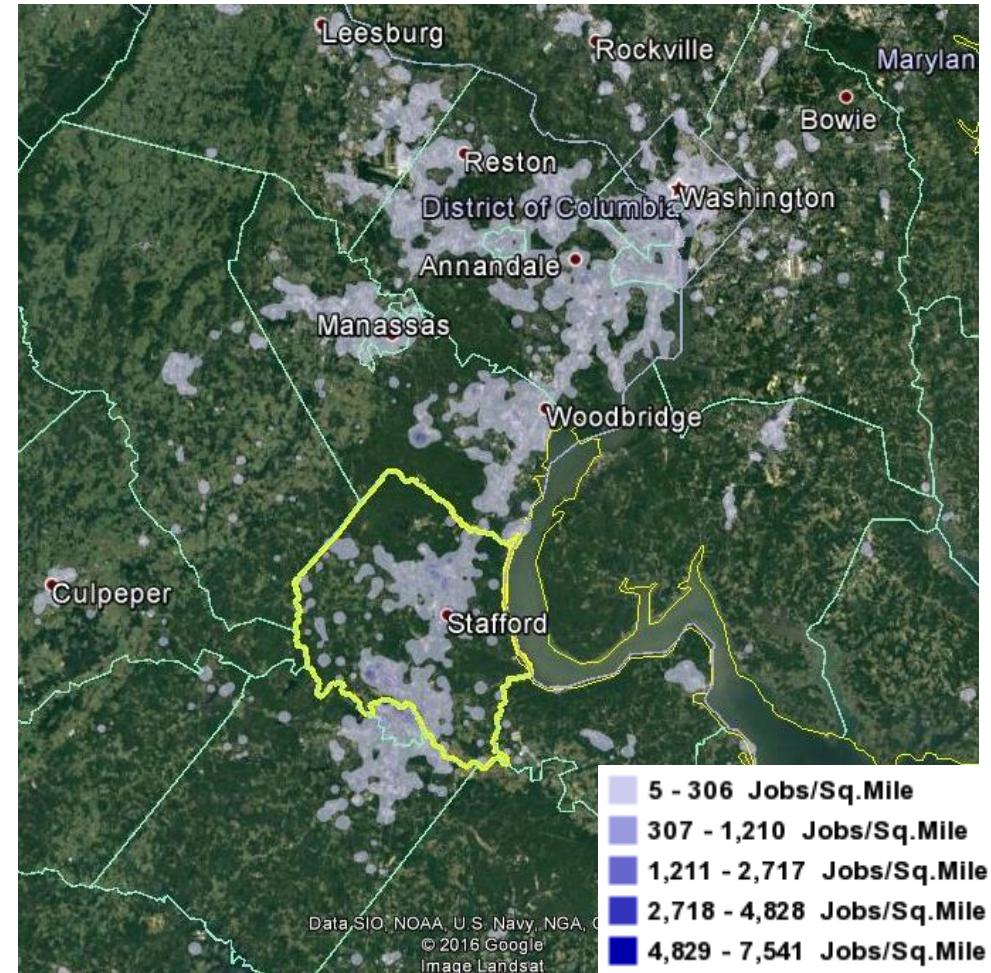 Leesburg
Rockville
Marylan
Bowie
Reston
Washington
District of Columbia
Annandale
Manassas
Woodbridge
Culpeper
Stafford
5 - 306 Jobs/Sq.Mile
307 - 1,210 Jobs/Sq.Mile
1,211 - 2,717 Jobs/Sq.Mile
2,718 - 4,828 Jobs/Sq.Mile
4,829 - 7,541 Jobs/Sq.Mile
Data SIO, NOAA, U.S. Navy, NGA,
© 2016 Google
Image Landsat